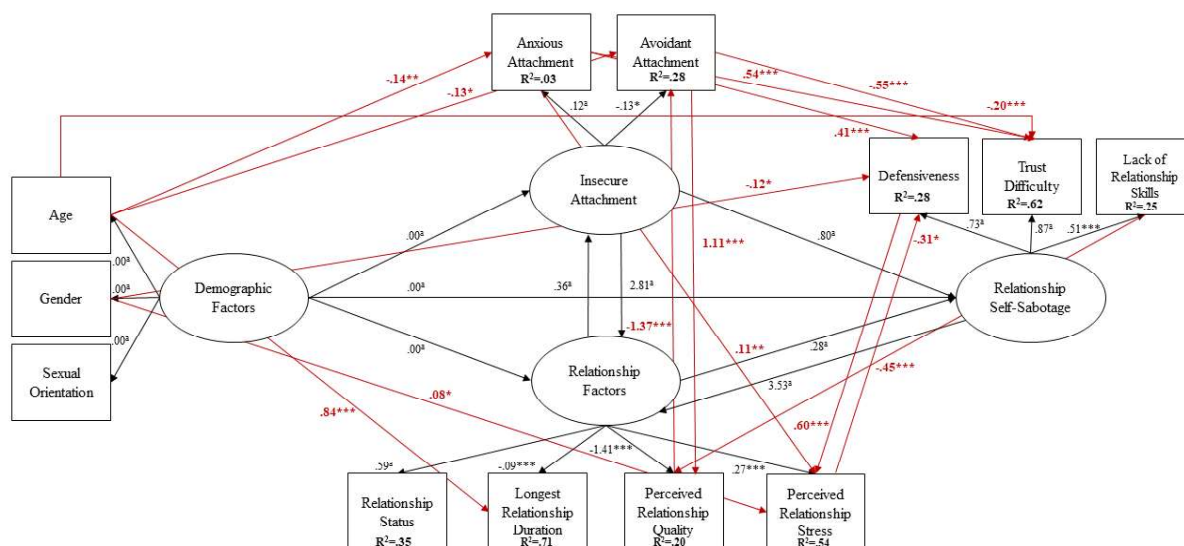 Anxious
Attachment
R²=.03
Avoidant
Attachment
R²=.28
-.14**
.54***
-.55***
-.13*
.12ª
-.13*
-.20***
.41***
Defensiveness
R²=.28
Trust
Difficulty
R²=.62
Lack of
Relationship
Skills
R²=.25
Insecure
Attachment
-.12*
Age
.73ª
.87ª
.51***
-.31*
.00ª
.00ª
.80ª
1.11***
Gender
.00ª
Demographic
Factors
.00ª
.36ª
2.81ª
Relationship
Self-Sabotage
-1.37***
.00ª
.00ª
.11**
.28ª
Sexual
Orientation
Relationship
Factors
3.53ª
-.45***
.84***
.08*
.60***
.59ª
-.09***
-1.41***
.27***
Relationship
Status
R²=.35
Longest
Relationship
Duration
R²=.71
Perceived
Relationship
Quality
R²=.20
Perceived
Relationship
Stress
R²=.54